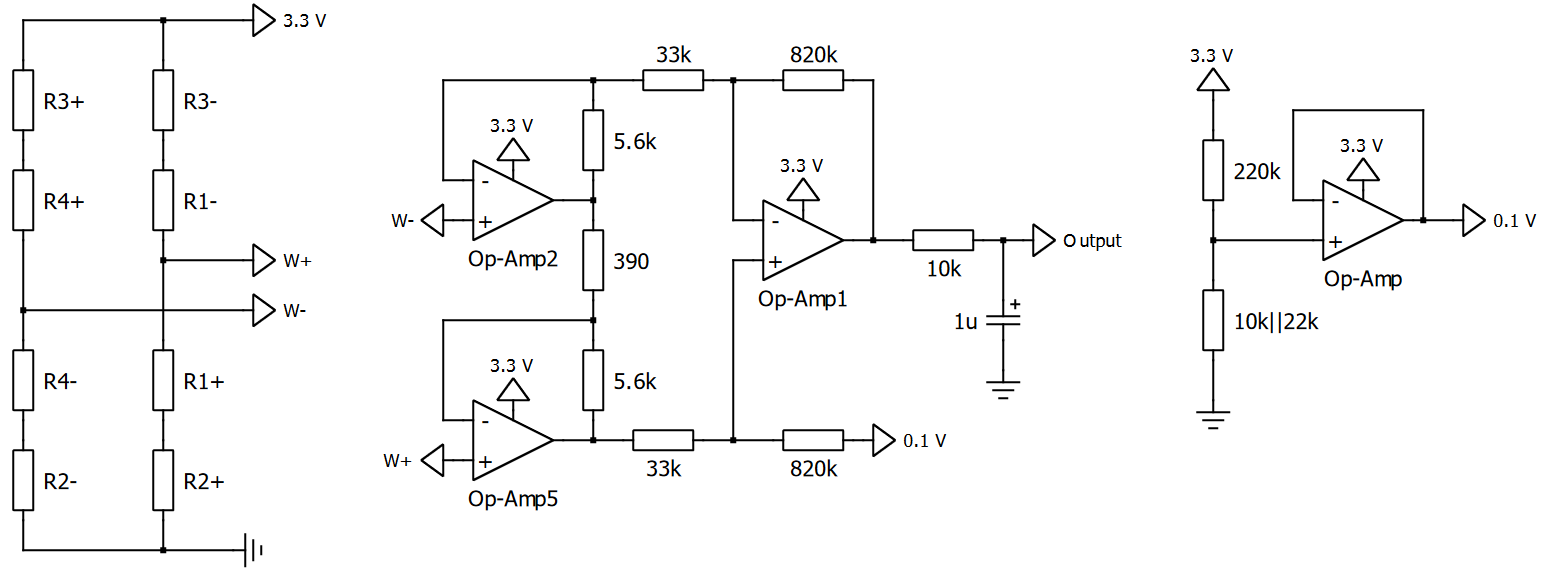 3.3 V
R3+
R3-
R4+
R1-
W+
W-
R4-
R1+
R2-
R2+
33k
820k
3.3 V
5.6k
-
+
W-
Op-Amp2
390
3.3 V
-
+
Op-Amp1
Output
10k
+
1u
3.3 V
5.6k
-
+
W+
Op-Amp5
33k
820k
0.1 V
3.3 V
220k
3.3 V
-
+
0.1 V
Op-Amp
10k||22k